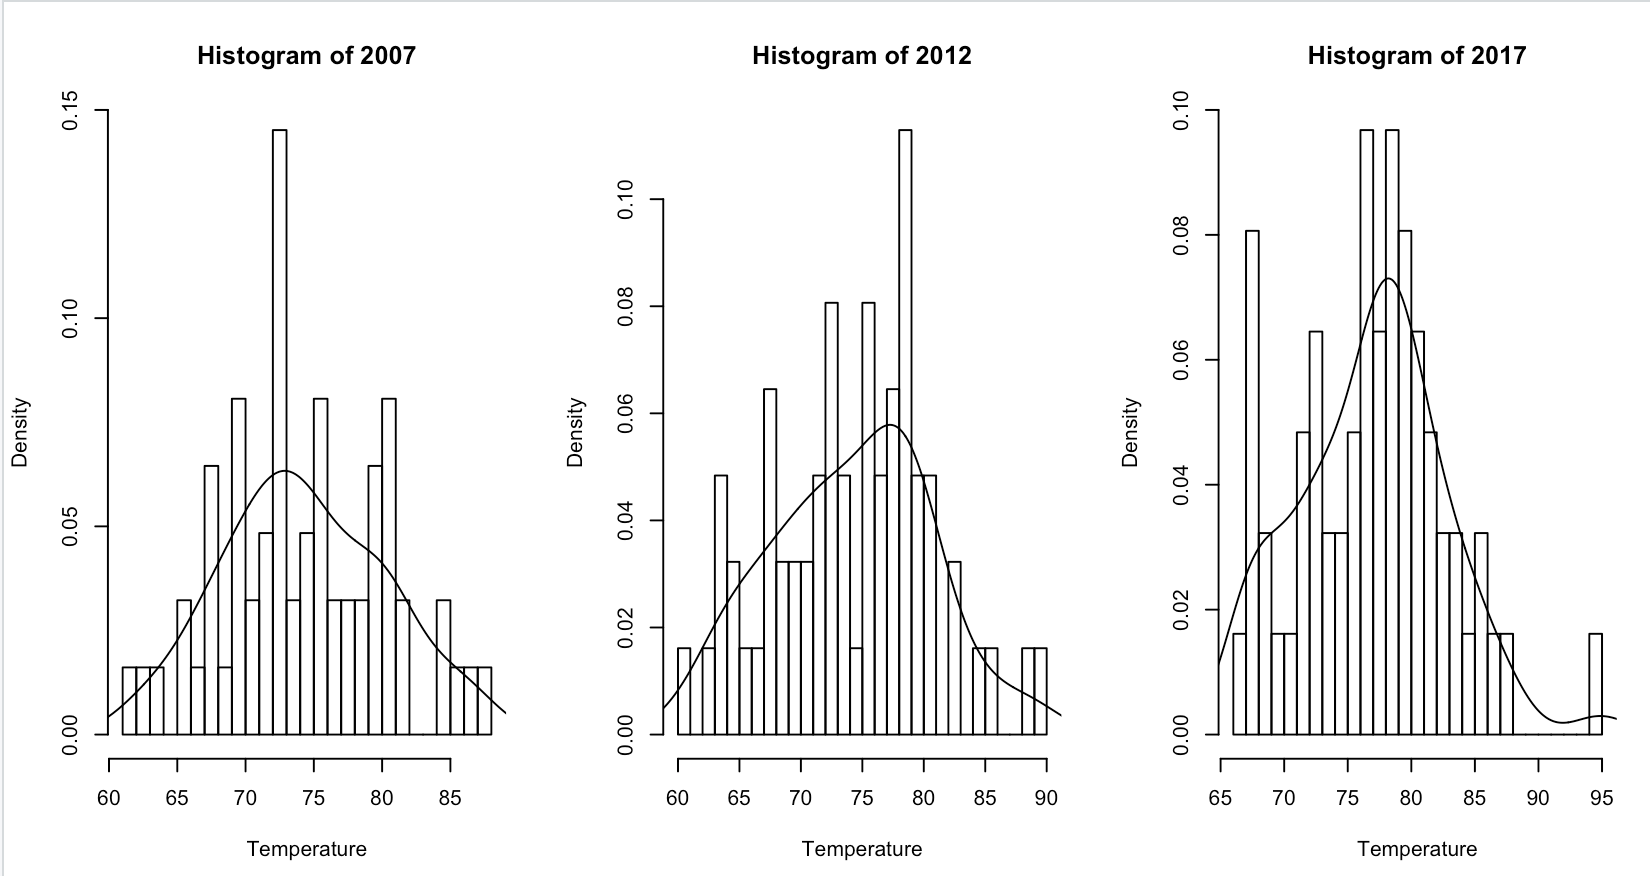 Histogram of 2007
Density
0.00
0.05
0.10
0.15
60 65 70 75 80 85
Temperature
Histogram of 2012
Density
0.00
0.02
0.04
0.06
0.08
0.10
60 65 70 75 80 85 90
Temperature
Histogram of 2017
Density
0.00
0.02
0.04
0.06
0.08
0.10
65 70 75 80 85 90 95
Temperature